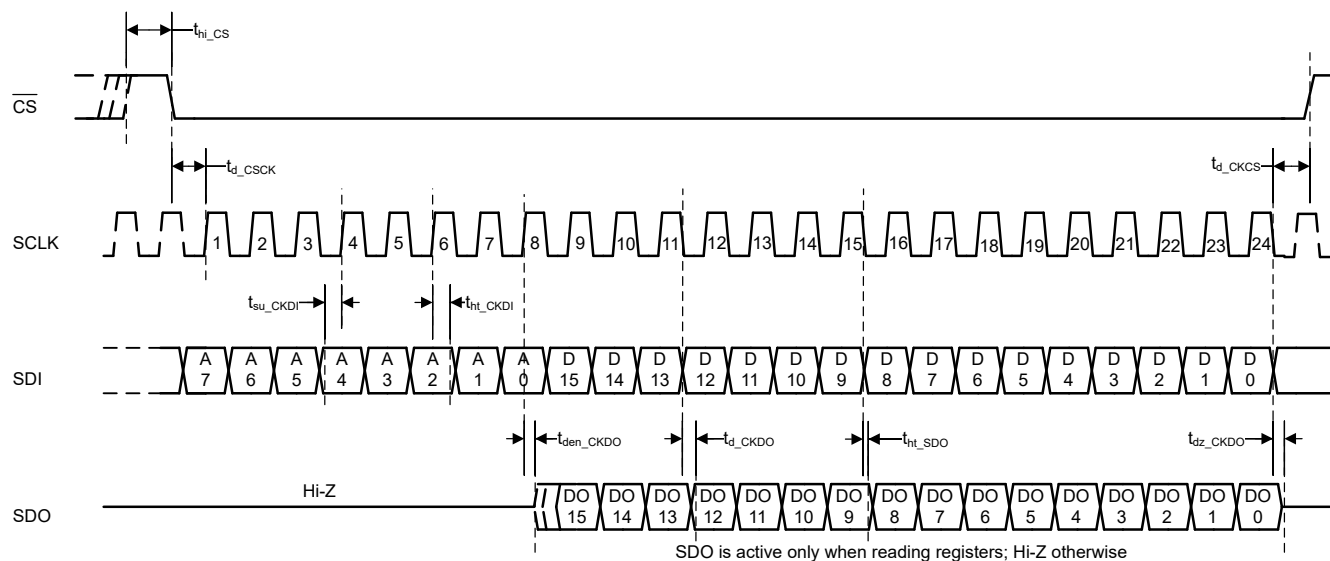 t_hi_CS
CS
t_d_CSCK
t_d_CKCS
SCLK
1 2 3 4 5 6 7 8 9 10 11 12 13 14 15 16 17 18 19 20 21 22 23 24
t_su_CKDI
t_ht_CKDI
SDI
A A A A A A A A D D D D D D D D D D D D D D D D
7 6 5 4 3 2 1 0 15 14 13 12 11 10 9 8 7 6 5 4 3 2 1 0
t_den_CKDO
t_d_CKDO
t_ht_SDO
t_dz_CKDO
Hi-Z
SDO
DO DO DO DO DO DO DO DO DO DO DO DO DO DO DO DO
15 14 13 12 11 10 9 8 7 6 5 4 3 2 1 0
SDO is active only when reading registers; Hi-Z otherwise